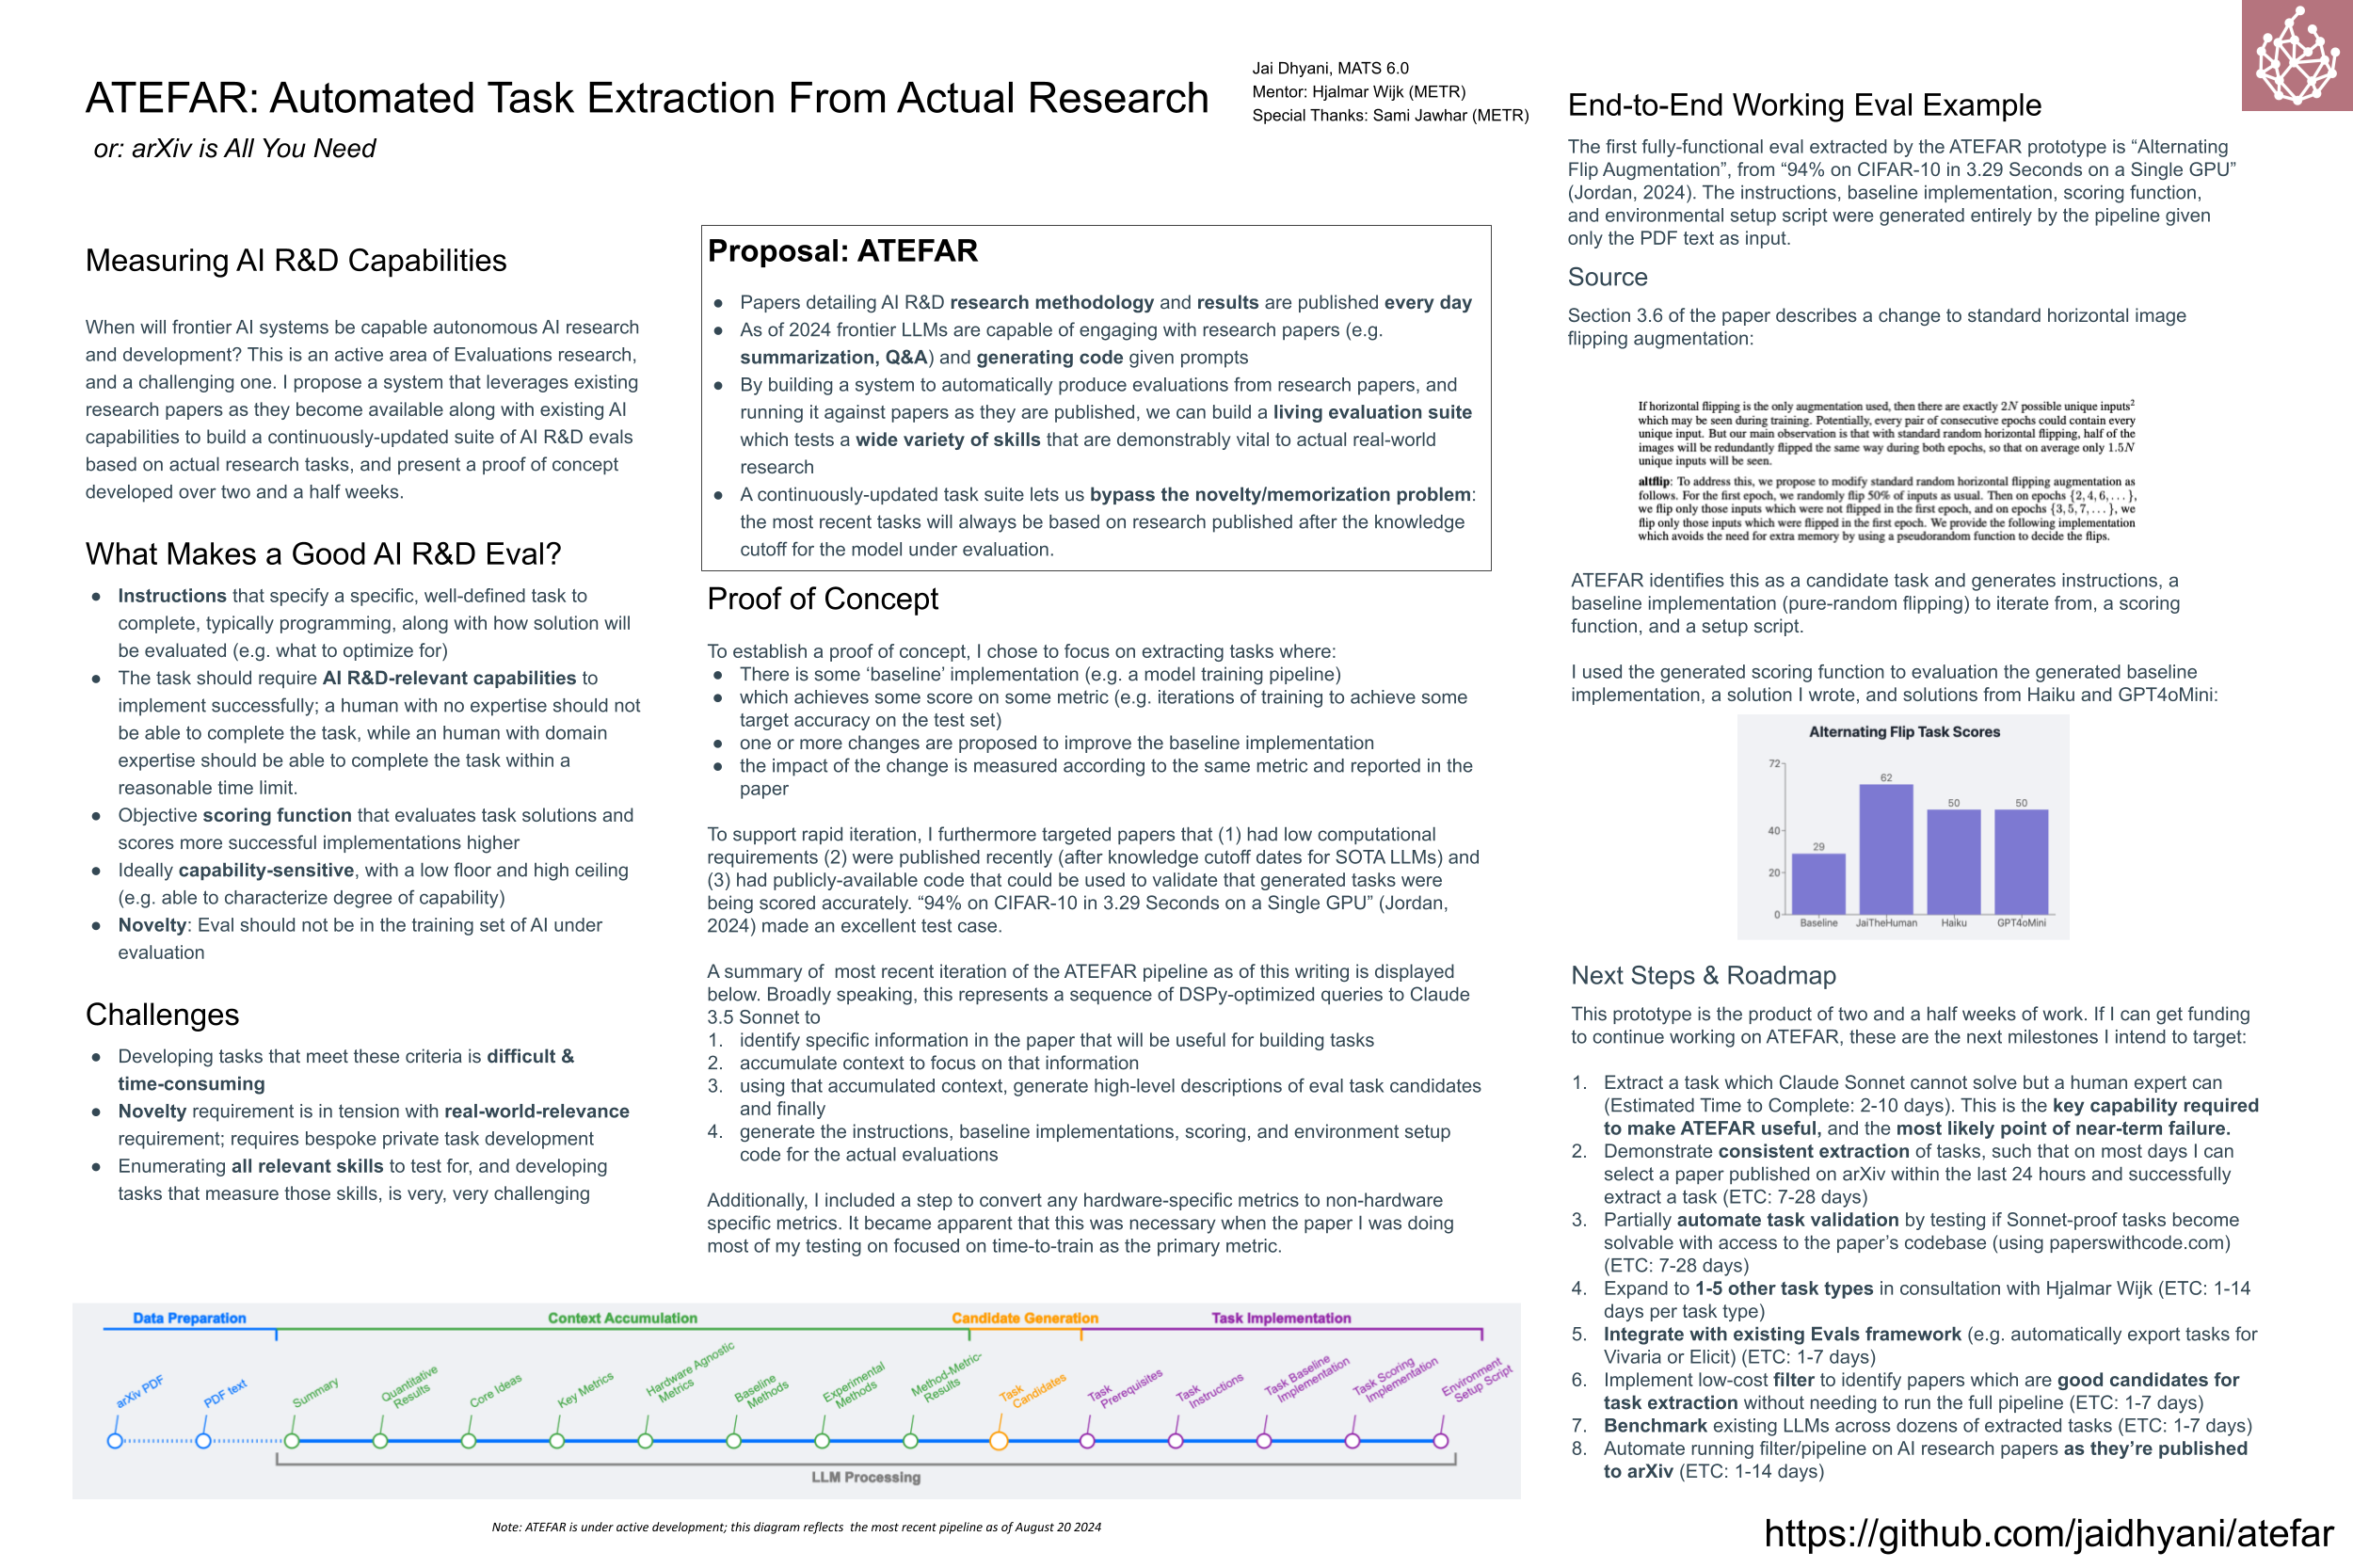 ATEFAR: Automated Task Extraction From Actual Research
or: arXiv is All You Need
Jai Dhyani, MATS 6.0
Mentor: Hjalmar Wijk (METR)
Special Thanks: Sami Jawhar (METR)
Measuring AI R&D Capabilities
When will frontier AI systems be capable autonomous AI research
and development? This is an active area of Evaluations research,
and a challenging one. I propose a system that leverages existing
research papers as they become available along with existing AI
capabilities to build a continuously-updated suite of AI R&D evals
based on actual research tasks, and present a proof of concept
developed over two and a half weeks.
What Makes a Good AI R&D Eval?
● Instructions that specify a specific, well-defined task to
complete, typically programming, along with how solution will
be evaluated (e.g. what to optimize for)
● The task should require AI R&D-relevant capabilities to
implement successfully; a human with no expertise should not
be able to complete the task, while an human with domain
expertise should be able to complete the task within a
reasonable time limit.
● Objective scoring function that evaluates task solutions and
scores more successful implementations higher
● Ideally capability-sensitive, with a low floor and high ceiling
(e.g. able to characterize degree of capability)
● Novelty: Eval should not be in the training set of AI under
evaluation
Challenges
● Developing tasks that meet these criteria is difficult &
time-consuming
● Novelty requirement is in tension with real-world-relevance
requirement; requires bespoke private task development
● Enumerating all relevant skills to test for, and developing
tasks that measure those skills, is very, very challenging
Proposal: ATEFAR
● Papers detailing AI R&D research methodology and results are published every day
● As of 2024 frontier LLMs are capable of engaging with research papers (e.g.
summarization, Q&A) and generating code given prompts
● By building a system to automatically produce evaluations from research papers, and
running it against papers as they are published, we can build a living evaluation suite
which tests a wide variety of skills that are demonstrably vital to actual real-world
research
● A continuously-updated task suite lets us bypass the novelty/memorization problem:
the most recent tasks will always be based on research published after the knowledge
cutoff for the model under evaluation.
Proof of Concept
To establish a proof of concept, I chose to focus on extracting tasks where:
● There is some ‘baseline’ implementation (e.g. a model training pipeline)
● which achieves some score on some metric (e.g. iterations of training to achieve some
target accuracy on the test set)
● one or more changes are proposed to improve the baseline implementation
● the impact of the change is measured according to the same metric and reported in the
paper
To support rapid iteration, I furthermore targeted papers that (1) had low computational
requirements (2) were published recently (after knowledge cutoff dates for SOTA LLMs) and
(3) had publicly-available code that could be used to validate that generated tasks were
being scored accurately. “94% on CIFAR-10 in 3.29 Seconds on a Single GPU” (Jordan,
2024) made an excellent test case.
A summary of most recent iteration of the ATEFAR pipeline as of this writing is displayed
below. Broadly speaking, this represents a sequence of DSPy-optimized queries to Claude
3.5 Sonnet to
1. identify specific information in the paper that will be useful for building tasks
2. accumulate context to focus on that information
3. using that accumulated context, generate high-level descriptions of eval task candidates
and finally
4. generate the instructions, baseline implementations, scoring, and environment setup
code for the actual evaluations
Additionally, I included a step to convert any hardware-specific metrics to non-hardware
specific metrics. It became apparent that this was necessary when the paper I was doing
most of my testing on focused on time-to-train as the primary metric.
Data Preparation
Context Accumulation
Candidate Generation
Task Implementation
arXiv PDF
PDF text
Summary
Quantitative
Results
Core Ideas
Key Metrics
Hardware Agnostic
Metrics
Baseline
Methods
Experimental
Methods
Method-Metric-
Results
Task
Candidates
Task
Prerequisites
Task
Instructions
Task Baseline
Implementation
Task Scoring
Implementation
Environment
Setup Script
LLM Processing
Note: ATEFAR is under active development; this diagram reflects the most recent pipeline as of August 20 2024
End-to-End Working Eval Example
The first fully-functional eval extracted by the ATEFAR prototype is “Alternating
Flip Augmentation”, from “94% on CIFAR-10 in 3.29 Seconds on a Single GPU”
(Jordan, 2024). The instructions, baseline implementation, scoring function,
and environmental setup script were generated entirely by the pipeline given
only the PDF text as input.
Source
Section 3.6 of the paper describes a change to standard horizontal image
flipping augmentation:
If horizontal flipping is the only augmentation used, then there are exactly 2N possible unique inputs²
which may be seen during training. Potentially, every pair of consecutive epochs could contain every
unique input. But our main observation is that with standard random horizontal flipping, half of the
images will be redundantly flipped the same way during both epochs, so that on average only 1.5N
unique inputs will be seen.
altflip: To address this, we propose to modify standard random horizontal flipping augmentation as
follows. For the first epoch, we randomly flip 50% of inputs as usual. Then on epochs {2, 4, 6, . . . },
we flip only those inputs which were not flipped in the first epoch, and on epochs {3, 5, 7, . . . }, we
flip only those inputs which were flipped in the first epoch. We provide the following implementation
which avoids the need for extra memory by using a pseudorandom function to decide the flips.
ATEFAR identifies this as a candidate task and generates instructions, a
baseline implementation (pure-random flipping) to iterate from, a scoring
function, and a setup script.
I used the generated scoring function to evaluation the generated baseline
implementation, a solution I wrote, and solutions from Haiku and GPT4oMini:
Alternating Flip Task Scores
72
40
20
0
29
62
50
50
Baseline
JaiTheHuman
Haiku
GPT4oMini
Next Steps & Roadmap
This prototype is the product of two and a half weeks of work. If I can get funding
to continue working on ATEFAR, these are the next milestones I intend to target:
1. Extract a task which Claude Sonnet cannot solve but a human expert can
(Estimated Time to Complete: 2-10 days). This is the key capability required
to make ATEFAR useful, and the most likely point of near-term failure.
2. Demonstrate consistent extraction of tasks, such that on most days I can
select a paper published on arXiv within the last 24 hours and successfully
extract a task (ETC: 7-28 days)
3. Partially automate task validation by testing if Sonnet-proof tasks become
solvable with access to the paper’s codebase (using paperswithcode.com)
(ETC: 7-28 days)
4. Expand to 1-5 other task types in consultation with Hjalmar Wijk (ETC: 1-14
days per task type)
5. Integrate with existing Evals framework (e.g. automatically export tasks for
Vivaria or Elicit) (ETC: 1-7 days)
6. Implement low-cost filter to identify papers which are good candidates for
task extraction without needing to run the full pipeline (ETC: 1-7 days)
7. Benchmark existing LLMs across dozens of extracted tasks (ETC: 1-7 days)
8. Automate running filter/pipeline on AI research papers as they’re published
to arXiv (ETC: 1-14 days)
https://github.com/jaidhyani/atefar